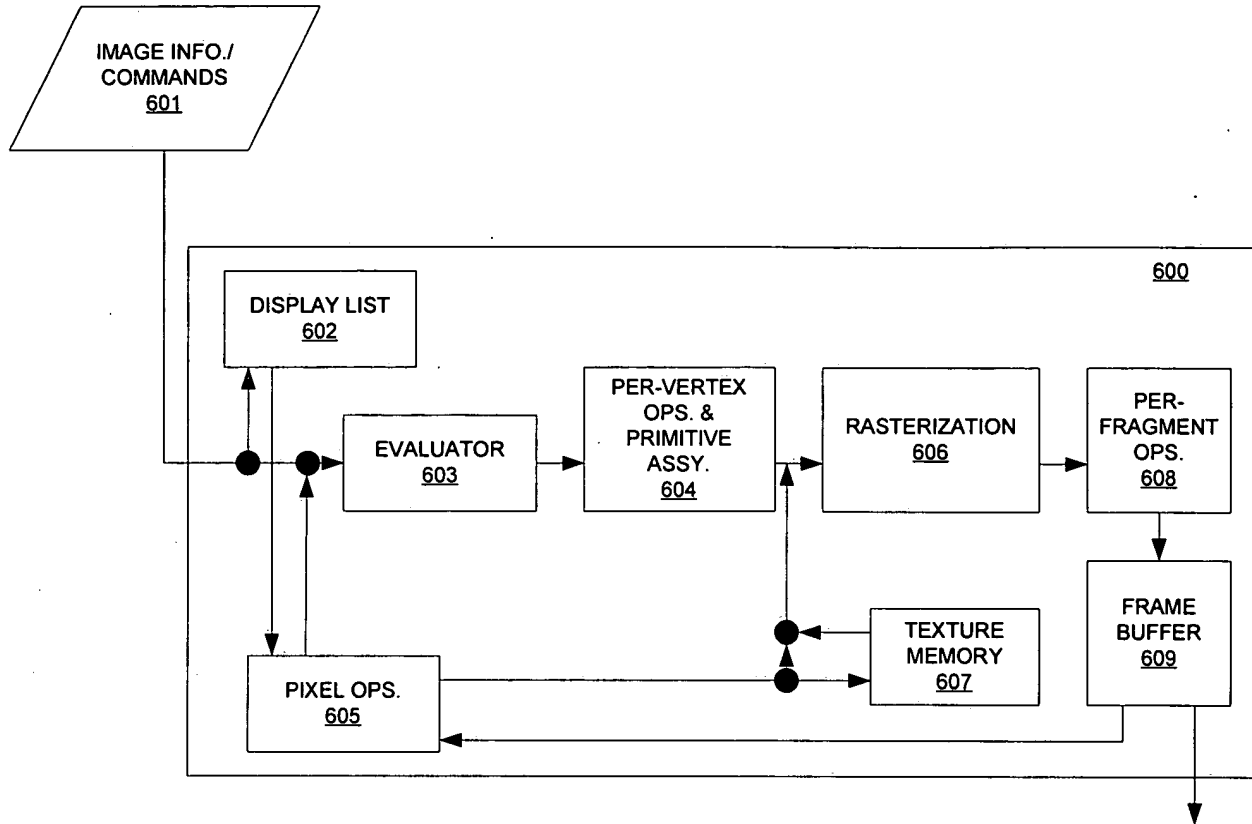 IMAGE INFO./
COMMANDS
601
600
DISPLAY LIST
602
EVALUATOR
603
PER-VERTEX
OPS. &
PRIMITIVE
ASSY.
604
RASTERIZATION
606
PER-
FRAGMENT
OPS.
608
PIXEL OPS.
605
TEXTURE
MEMORY
607
FRAME
BUFFER
609